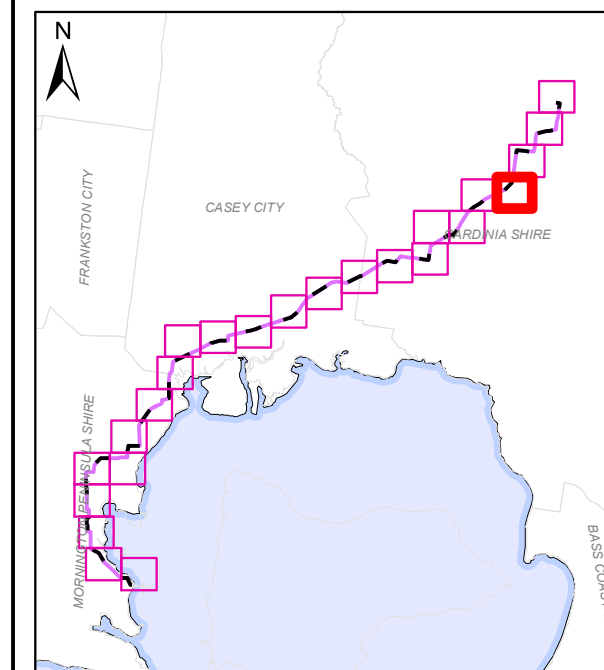 N
FRANKSTON CITY
CASEY CITY
CARDINIA SHIRE
MORNINGTON PENINSULA SHIRE
BASS COAST